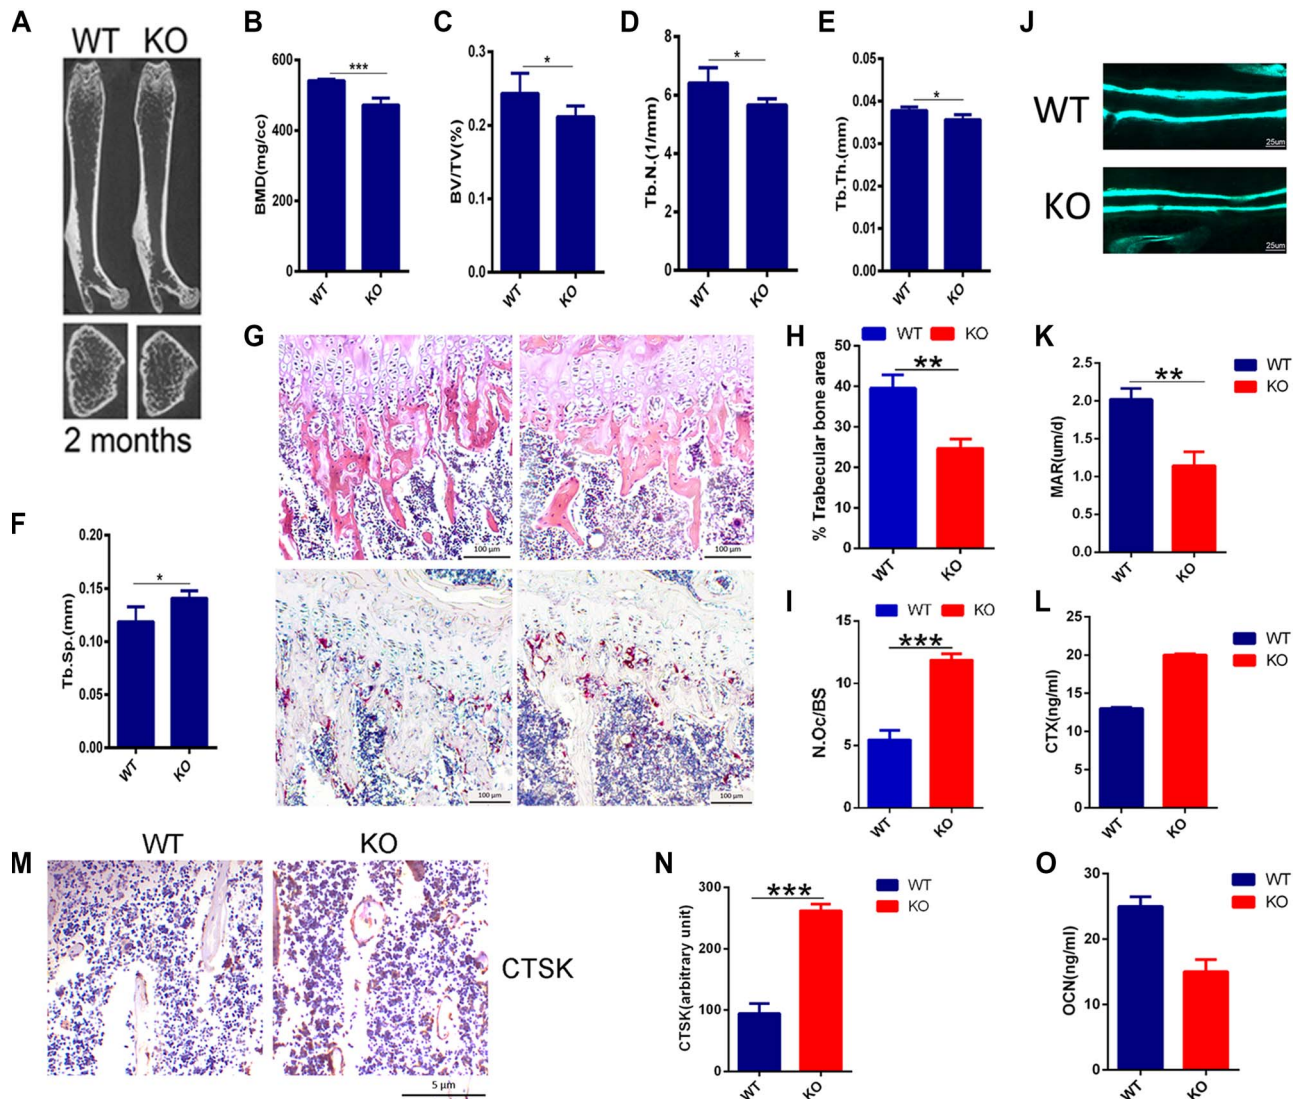 A
WT KO
2 months
B
BMD(mg/cc)
600
400
200
0
***
WT
KO
C
BV/TV(%)
0.3
0.2
0.1
0.0
*
WT
KO
D
Tb.N.(1/mm)
8
6
4
2
0
*
WT
KO
E
Tb.Th.(mm)
0.05
0.04
0.03
0.02
0.01
0.00
*
WT
KO
J
WT
25um
KO
25um
F
Tb.Sp.(mm)
0.20
0.15
0.10
0.05
0.00
*
WT
KO
G
100 μm
100 μm
100 μm
100 μm
H
WT KO
% Trabecular bone area
50
40
30
20
10
0
**
WT
KO
I
WT KO
N.Oc/BS
15
10
5
0
***
WT
KO
K
MAR(um/d)
2.5
2.0
1.5
1.0
0.5
0.0
**
WT
KO
WT
KO
L
CTX(ng/ml)
25
20
15
10
5
0
WT
KO
WT
KO
M
WT KO
CTSK
5 μm
N
CTSK(arbitrary unit)
300
200
100
0
***
WT
KO
WT
KO
O
OCN(ng/ml)
30
20
10
0
WT
KO
WT
KO